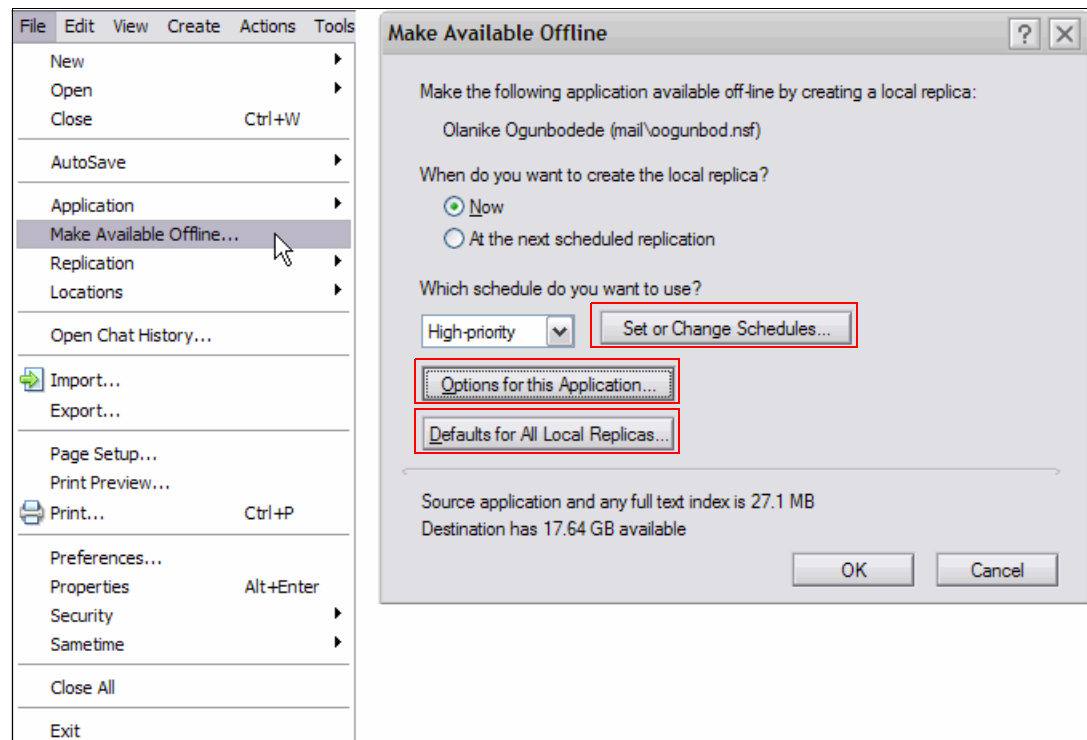 File Edit View Create Actions Tools
New
Open
Close Ctrl+W
AutoSave
Application
Make Available Offline...
Replication
Locations
Open Chat History...
Import...
Export...
Page Setup...
Print Preview...
Print... Ctrl+P
Preferences...
Properties Alt+Enter
Security
Sametime
Close All
Exit
Make Available Offline ?
Make the following application available off-line by creating a local replica:
Olanike Ogunbodede (mail\oogunbod.nsf)
When do you want to create the local replica?
Now
At the next scheduled replication
Which schedule do you want to use?
High-priority Set or Change Schedules...
Options for this Application...
Defaults for All Local Replicas...
Source application and any full text index is 27.1 MB
Destination has 17.64 GB available
OK Cancel